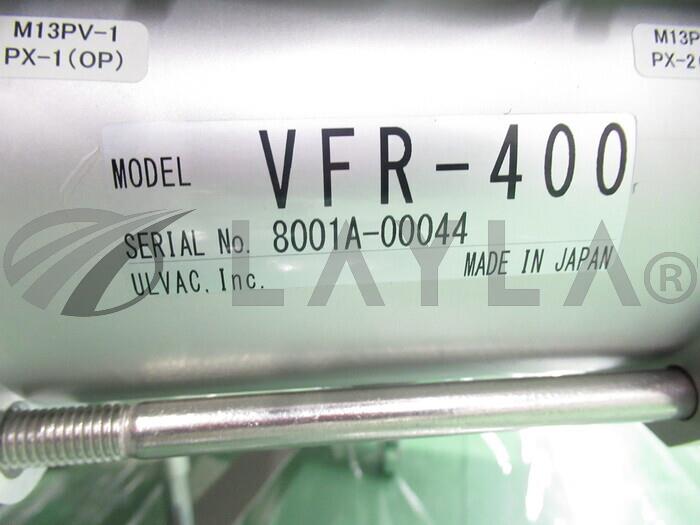 M13PV-1
PX-1(OP)
M13P
PX-2(
MODEL VFR-400
SERIAL No. 8001A-00044
ULVAC, Inc. MADE IN JAPAN
LAYLA®